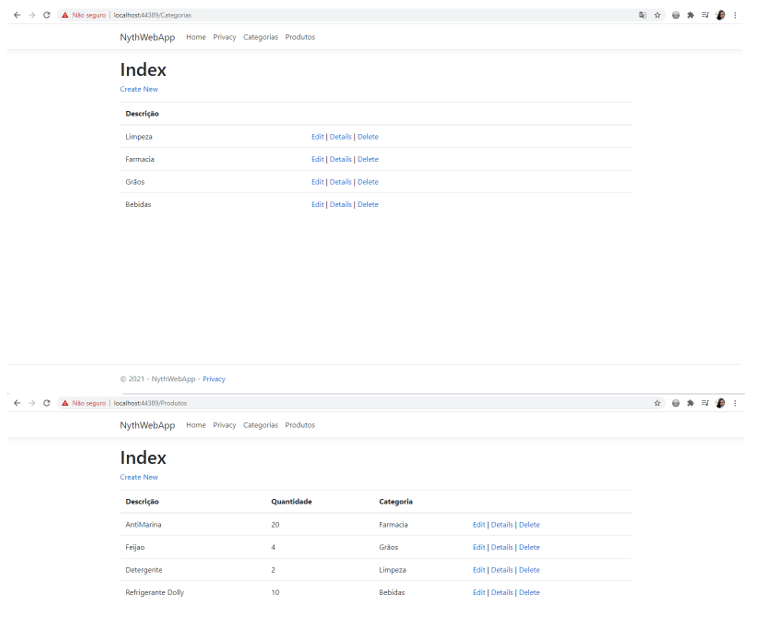 Não seguro | localhost:44389/Categorias
NythWebApp Home Privacy Categorias Produtos
Index
Create New
Descrição
Limpeza Edit | Details | Delete
Farmacia Edit | Details | Delete
Grãos Edit | Details | Delete
Bebidas Edit | Details | Delete
© 2021 - NythWebApp - Privacy
Não seguro | localhost:44389/Produtos
NythWebApp Home Privacy Categorias Produtos
Index
Create New
Descrição Quantidade Categoria
AntiMarina 20 Farmacia Edit | Details | Delete
Feijao 4 Grãos Edit | Details | Delete
Detergente 2 Limpeza Edit | Details | Delete
Refrigerante Dolly 10 Bebidas Edit | Details | Delete